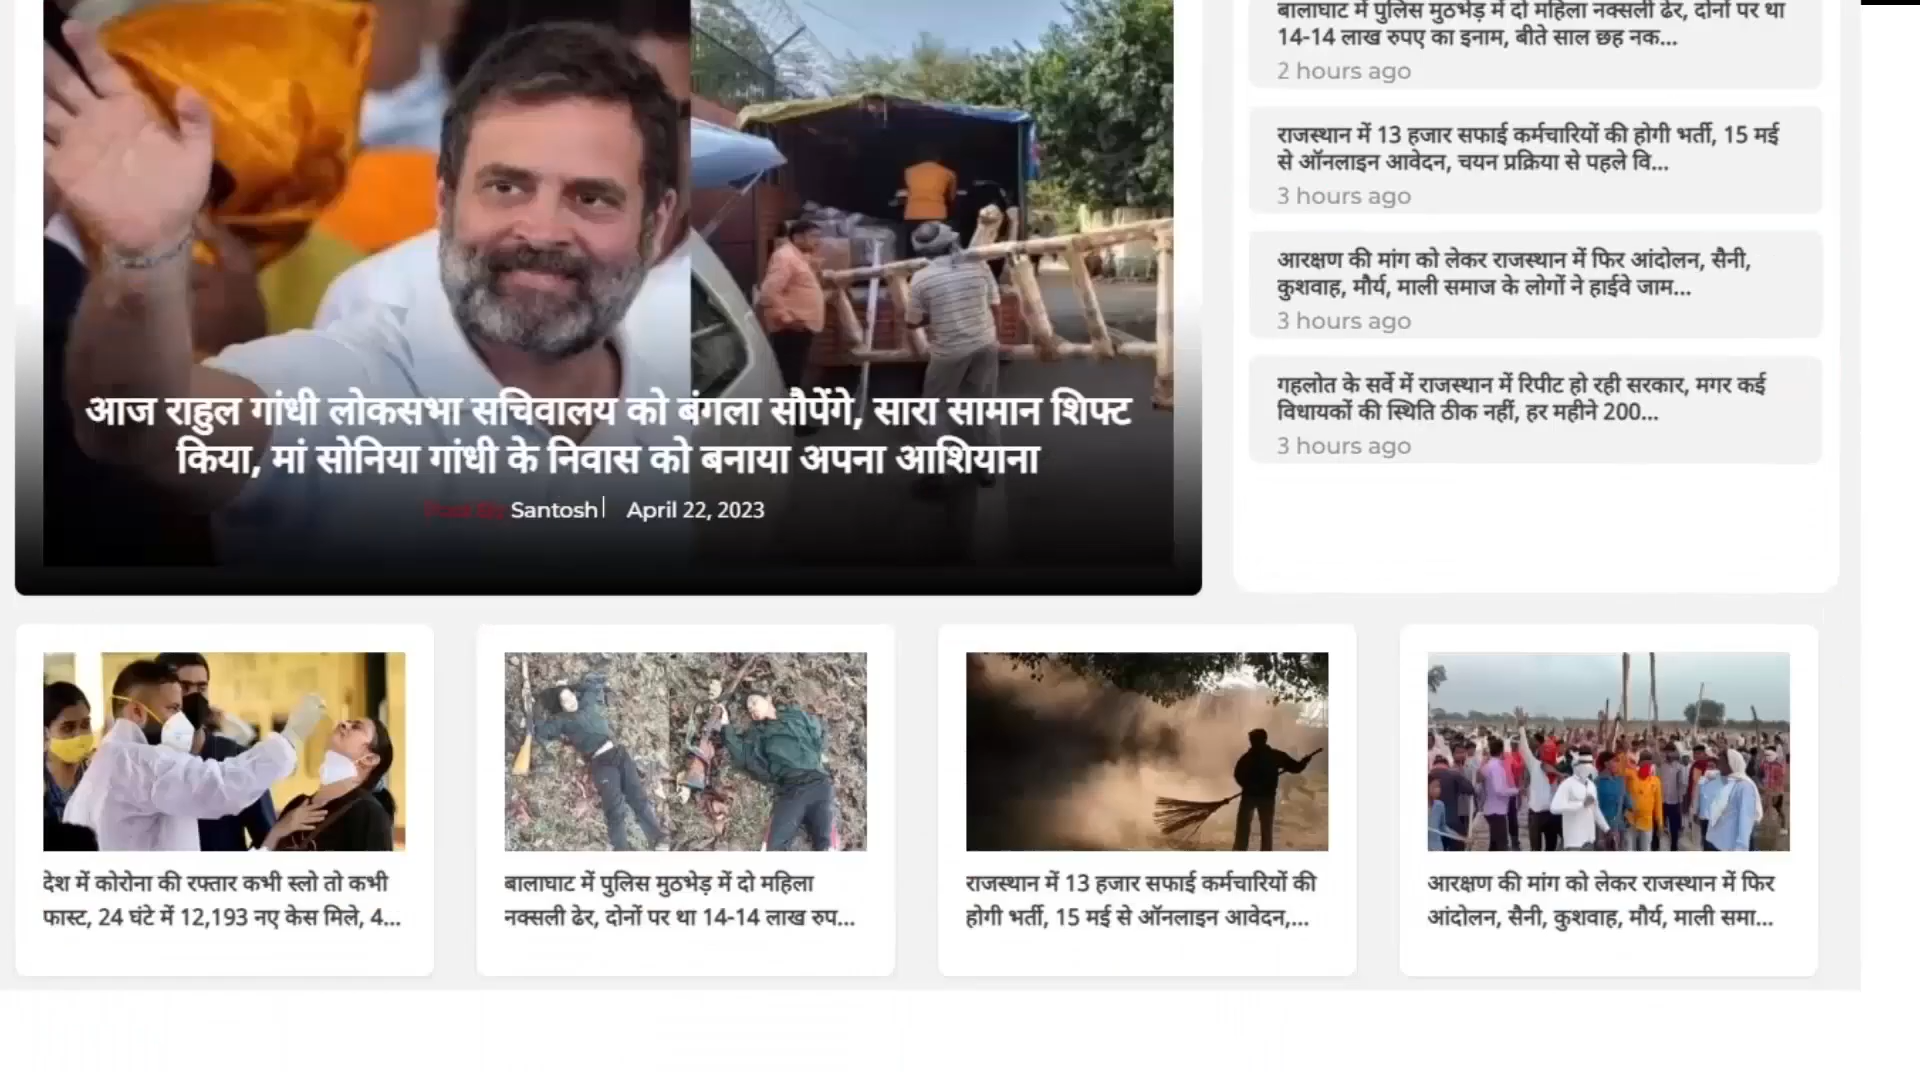 आज राहुल गांधी लोकसभा सचिवालय को बंगला सौपेंगे, सारा सामान शिफ्ट
किया, मां सोनिया गांधी के निवास को बनाया अपना आशियाना
Post By Santosh | April 22, 2023
बालाघाट में पुलिस मुठभेड़ में दो महिला नक्सली ढेर, दोनों पर था
14-14 लाख रुपए का इनाम, बीते साल छह नक...
2 hours ago
राजस्थान में 13 हजार सफाई कर्मचारियों की होगी भर्ती, 15 मई
से ऑनलाइन आवेदन, चयन प्रक्रिया से पहले वि...
3 hours ago
आरक्षण की मांग को लेकर राजस्थान में फिर आंदोलन, सैनी,
कुशवाह, मौर्य, माली समाज के लोगों ने हाईवे जाम...
3 hours ago
गहलोत के सर्वे में राजस्थान में रिपीट हो रही सरकार, मगर कई
विधायकों की स्थिति ठीक नहीं, हर महीने 200...
3 hours ago
देश में कोरोना की रफ्तार कभी स्लो तो कभी
फास्ट, 24 घंटे में 12,193 नए केस मिले, 4...
बालाघाट में पुलिस मुठभेड़ में दो महिला
नक्सली ढेर, दोनों पर था 14-14 लाख रुप...
राजस्थान में 13 हजार सफाई कर्मचारियों की
होगी भर्ती, 15 मई से ऑनलाइन आवेदन,...
आरक्षण की मांग को लेकर राजस्थान में फिर
आंदोलन, सैनी, कुशवाह, मौर्य, माली समा...